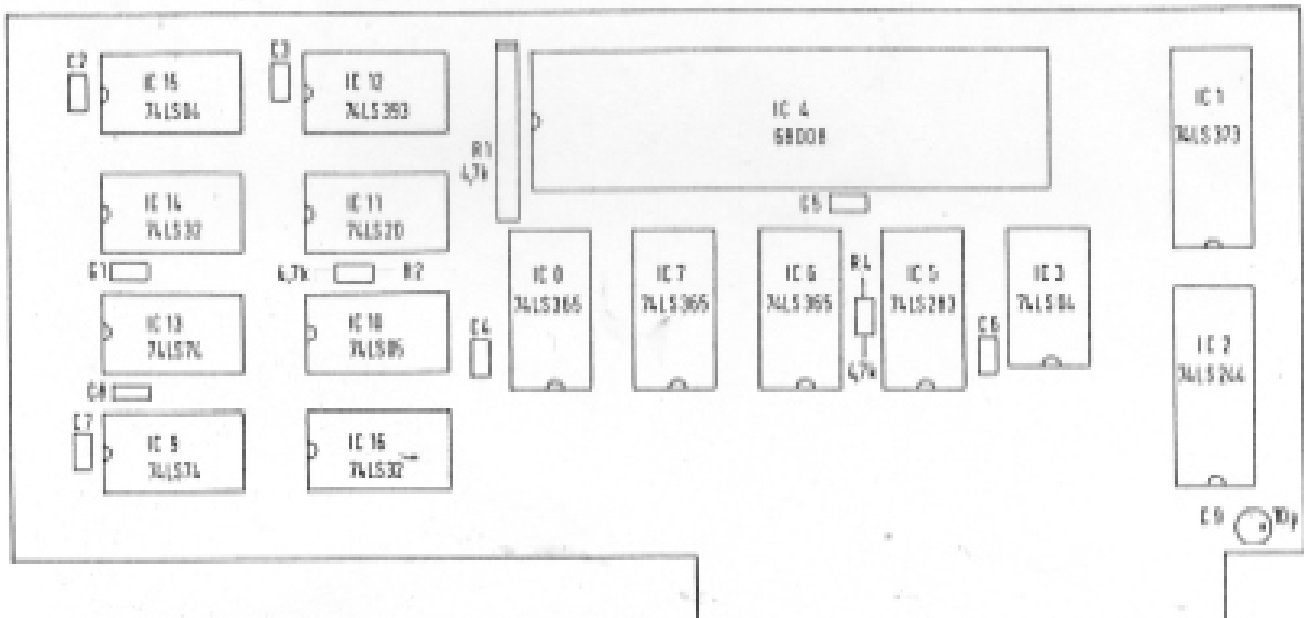 C2
IC 15
74LS04
C3
IC 12
74LS393
R1
4,7k
IC 4
68008
IC 1
74LS373
IC 14
74LS32
IC 11
74LS20
C5
C1
4,7k
R2
IC 8
74LS365
IC 7
74LS365
IC 6
74LS365
R4
4,7k
IC 5
74LS283
IC 3
74LS04
C4
C6
IC 13
74LS74
IC 10
IC 2
74LS244
C8
C7
IC 9
74LS74
IC 16
74LS32
C9
10µ